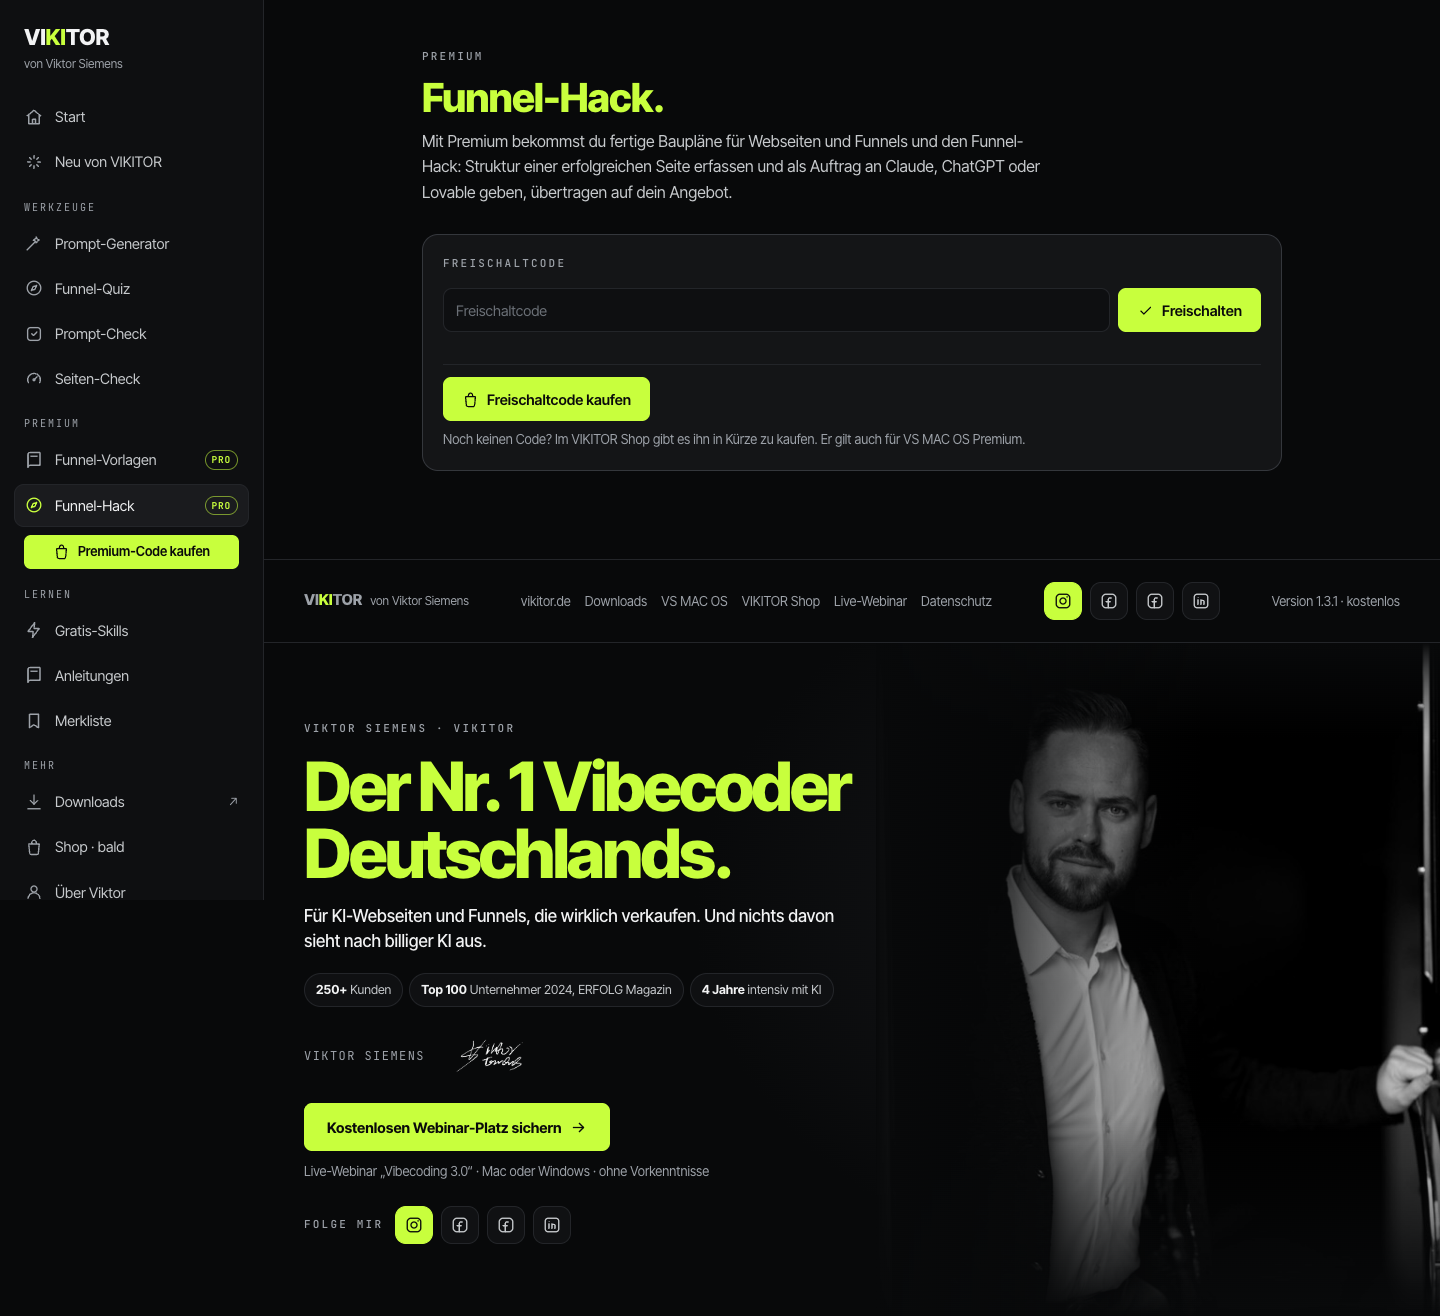 VIKITOR
von Viktor Siemens
Start
Neu von VIKITOR
WERKZEUGE
Prompt-Generator
Funnel-Quiz
Prompt-Check
Seiten-Check
PREMIUM
Funnel-Vorlagen PRO
Funnel-Hack PRO
Premium-Code kaufen
LERNEN
Gratis-Skills
Anleitungen
Merkliste
MEHR
Downloads
Shop · bald
Über Viktor
PREMIUM
Funnel-Hack.
Mit Premium bekommst du fertige Baupläne für Webseiten und Funnels und den Funnel-
Hack: Struktur einer erfolgreichen Seite erfassen und als Auftrag an Claude, ChatGPT oder
Lovable geben, übertragen auf dein Angebot.
FREISCHALTCODE
Freischaltcode
Freischalten
Freischaltcode kaufen
Noch keinen Code? Im VIKITOR Shop gibt es ihn in Kürze zu kaufen. Er gilt auch für VS MAC OS Premium.
VIKITOR von Viktor Siemens vikitor.de Downloads VS MAC OS VIKITOR Shop Live-Webinar Datenschutz Version 1.3.1 · kostenlos
VIKTOR SIEMENS · VIKITOR
Der Nr. 1 Vibecoder
Deutschlands.
Für KI-Webseiten und Funnels, die wirklich verkaufen. Und nichts davon
sieht nach billiger KI aus.
250+ Kunden Top 100 Unternehmer 2024, ERFOLG Magazin 4 Jahre intensiv mit KI
VIKTOR SIEMENS
Kostenlosen Webinar-Platz sichern
Live-Webinar „Vibecoding 3.0“ · Mac oder Windows · ohne Vorkenntnisse
FOLGE MIR